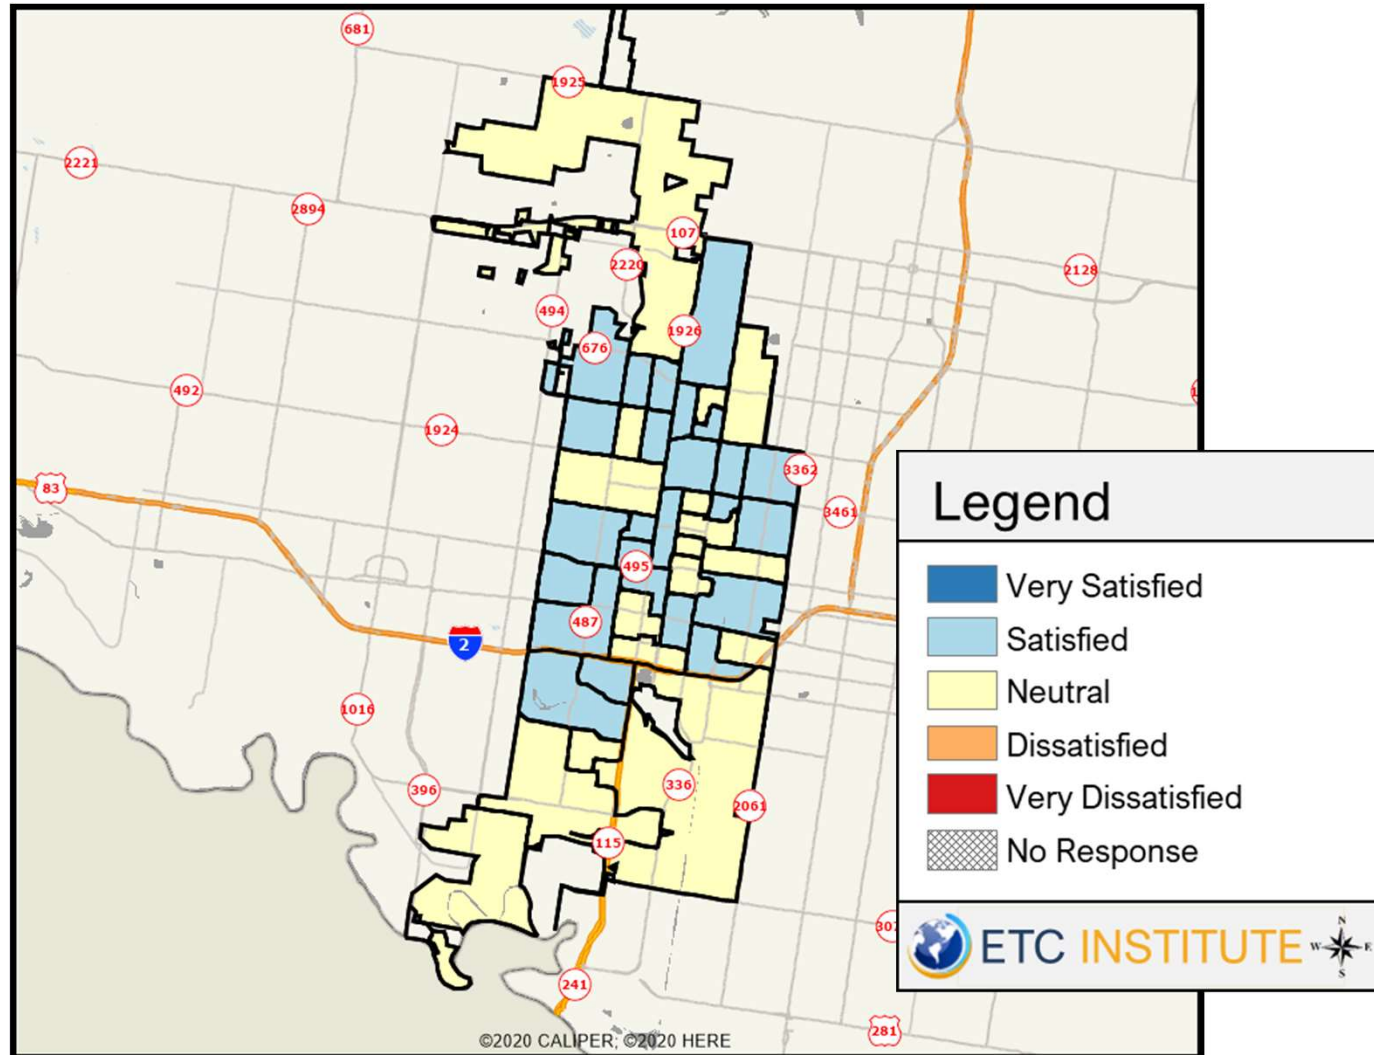 681
1925
2221
2894
107
2220
2128
494
1926
676
492
1924
3362
83
3461
495
487
2
1016
396
336
2061
115
241
281
©2020 CALIPER; ©2020 HERE
Legend
Very Satisfied
Satisfied
Neutral
Dissatisfied
Very Dissatisfied
No Response
ETC INSTITUTE
N
W E
S